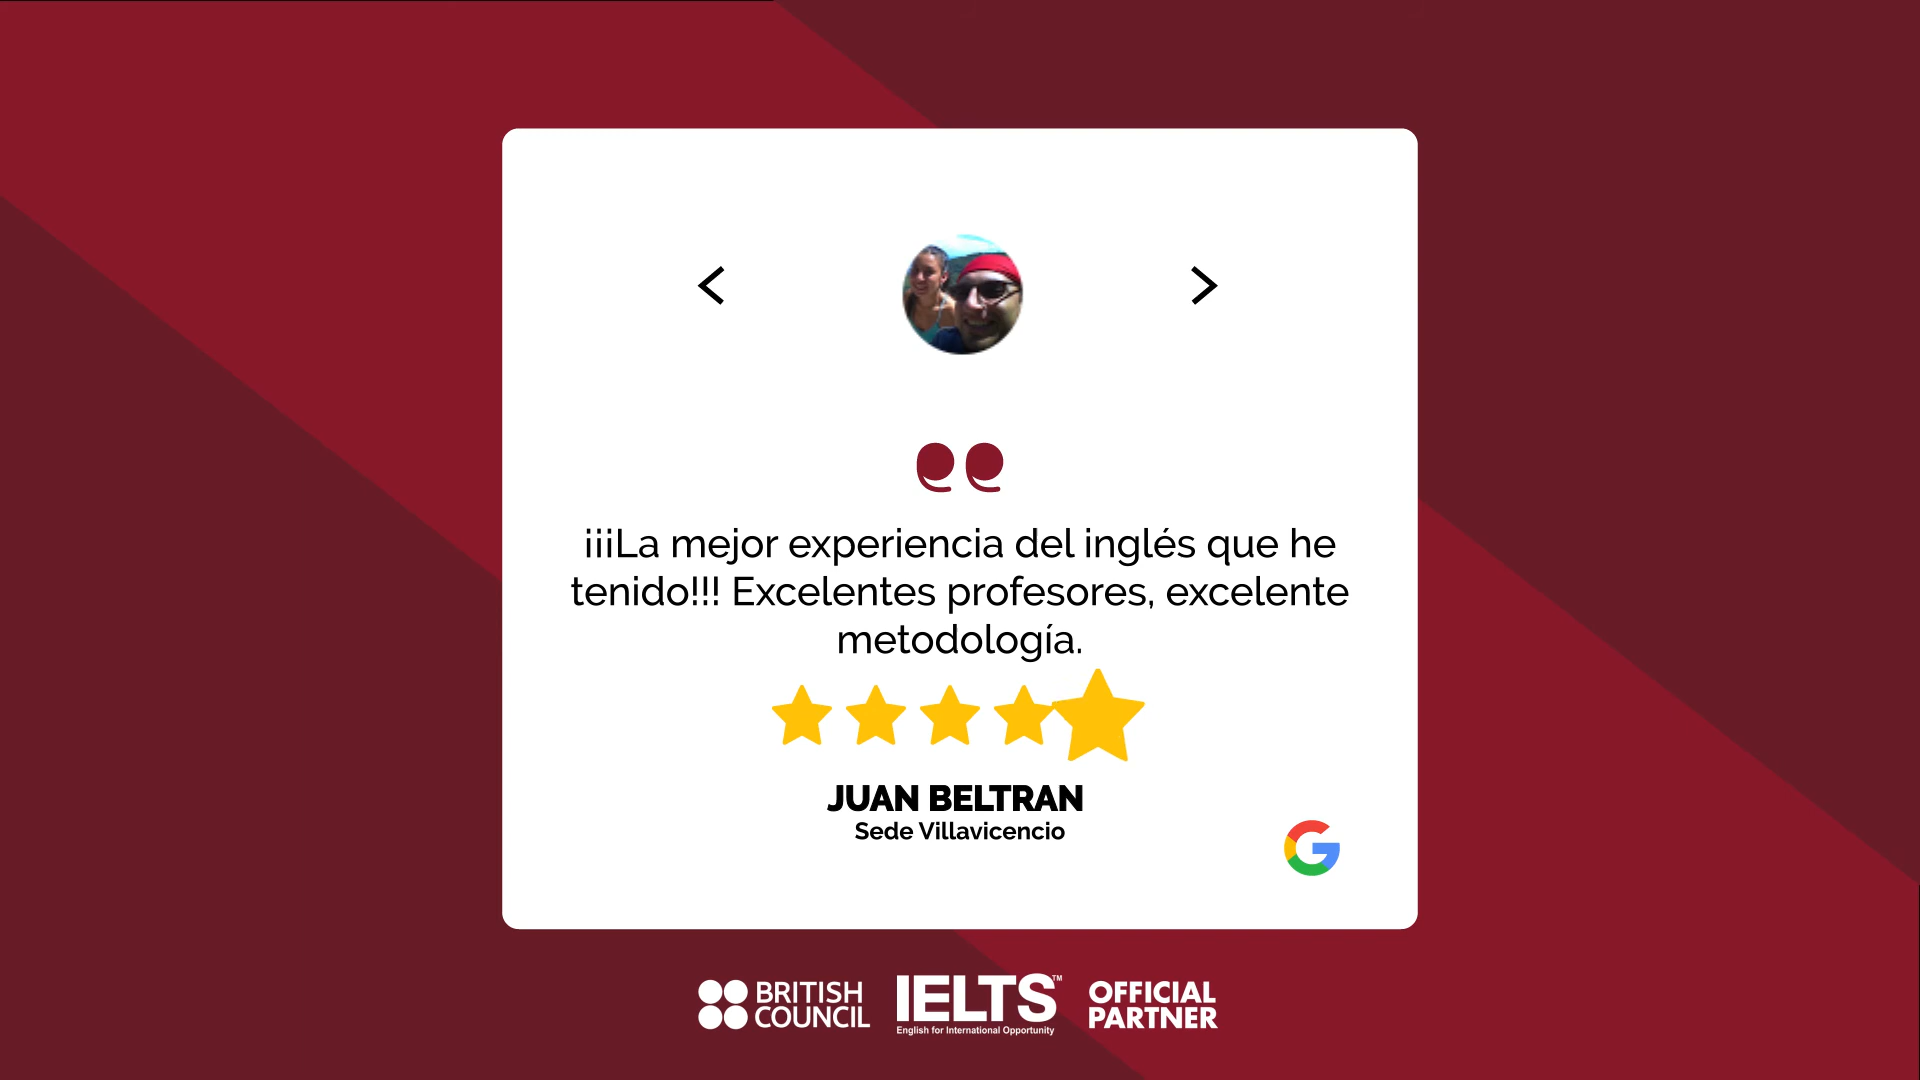 ¡¡¡La mejor experiencia del inglés que he
tenido!!! Excelentes profesores, excelente
metodología.
JUAN BELTRAN
Sede Villavicencio
BRITISH
COUNCIL
IELTS™
English for International Opportunity
OFFICIAL
PARTNER